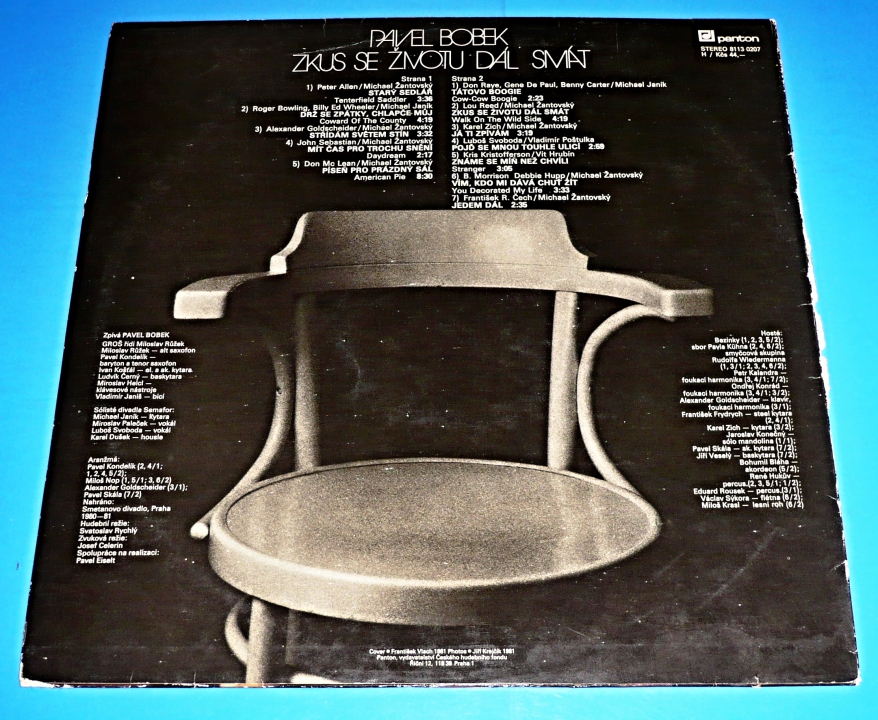 PAVEL BOBEK
ZKUS SE ŽIVOTU DÁL SMÁT
panton
STEREO 8113 0207
H / Kčs 44,—
Strana 1
1) Peter Allen/Michael Žantovský
STARÝ SEDLÁŘ
Tenterfield Saddler 3:36
2) Roger Bowling, Billy Ed Wheeler/Michael Janík
DRŽ SE ZPÁTKY, CHLAPČE MŮJ
Coward Of The County 4:19
3) Alexander Goldscheider/Michael Žantovský
STŘÍDÁM SVĚTEM STÍN 3:32
4) John Sebastian/Michael Žantovský
MÍT ČAS PRO TROCHU SNĚNÍ
Daydream 2:17
5) Don Mc Lean/Michael Žantovský
PÍSEŇ PRO PRÁZDNÝ SÁL
American Pie 8:30
Strana 2
1) Don Raye, Gene De Paul, Benny Carter/Michael Janík
TÁTOVO BOOGIE
Cow-Cow Boogie 2:23
2) Lou Reed/Michael Žantovský
ZKUS SE ŽIVOTU DÁL SMÁT
Walk On The Wild Side 4:19
3) Karel Zich/Michael Žantovský
JÁ TI ZPÍVÁM 3:19
4) Luboš Svoboda/Vladimír Poštulka
POJĎ SE MNOU TOUHLE ULICÍ 2:59
5) Kris Kristofferson/Vít Hrubín
ZNÁME SE MÍŇ NEŽ CHVÍLI
Stranger 3:05
6) B. Morrison Debbie Hupp/Michael Žantovský
VÍM, KDO MI DÁVÁ CHUŤ ŽÍT
You Decorated My Life 3:33
7) František R. Čech/Michael Žantovský
JEDEM DÁL 2:35
Zpívá PAVEL BOBEK
GROŠ řídí Miloslav Růžek
Miloslav Růžek — alt saxofon
Pavel Kondelík —
baryton a tenor saxofon
Ivan Košťál — el. a ak. kytara
Ludvík Černý — baskytara
Miroslav Helcl —
klávesové nástroje
Vladimír Janiš — bicí
Sólisté divadla Semafor:
Michael Janík — kytara
Miroslav Paleček — vokál
Luboš Svoboda — vokál
Karel Dušek — housle
Aranžmá:
Pavel Kondelík (2, 4/1;
1, 2, 4, 5/2);
Miloš Nop (1, 5/1; 3, 6/2)
Alexander Goldscheider (3/1);
Pavel Skála (7/2)
Nahráno:
Smetanovo divadlo, Praha
1980—81
Hudební režie:
Svatoslav Rychlý
Zvuková režie:
Josef Celerin
Spolupráce na realizaci:
Pavel Eiselt
Hosté:
Bezinky (1, 2, 3, 5/2);
sbor Pavla Kühna (2, 4, 6/2);
smyčcová skupina
Rudolfa Wiedermanna
(1, 3/1; 2, 3, 4, 6/2);
Petr Kalandra —
foukací harmonika (3, 4/1; 7/2);
Ondřej Konrád —
foukací harmonika (3, 4/1; 3/2);
Alexander Goldscheider — klavír,
foukací harmonika (3/1);
František Frydrych — steel kytara
(2, 4/1);
Karel Zich — kytara (3/2);
Jaroslav Konečný —
sólo mandolína (1/1);
Pavel Skála — ak. kytara (7/2);
Jiří Veselý — baskytara (7/2);
Bohumil Bláha —
akordeon (5/2);
René Hukův —
percus.(2, 3, 5/1; 1/2);
Eduard Rousek — percus.(3/1);
Václav Sýkora — flétna (6/2);
Miloš Krasl — lesní roh (6/2)
Cover • František Vlach 1981 Photos • Jiří Krejčík 1981
Panton, vydavatelství Českého hudebního fondu
Říční 12, 118 39 Praha 1